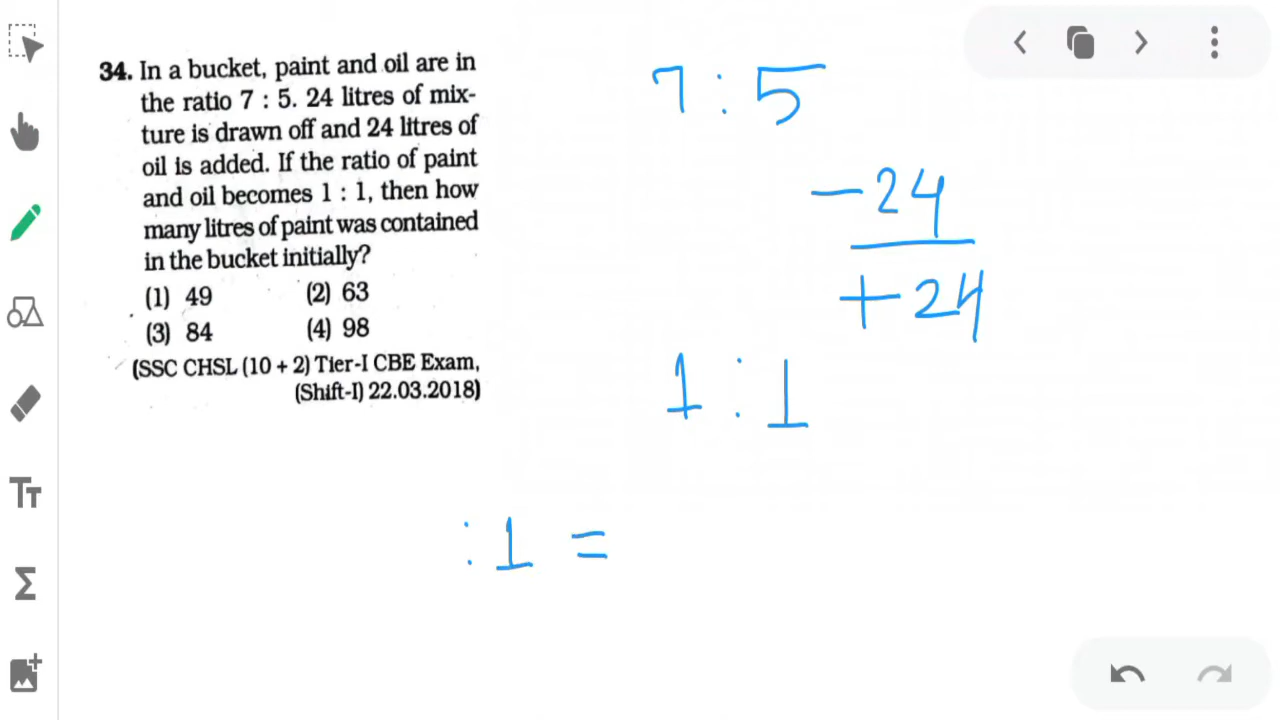 34. In a bucket, paint and oil are in
the ratio 7 : 5. 24 litres of mix-
ture is drawn off and 24 litres of
oil is added. If the ratio of paint
and oil becomes 1 : 1, then how
many litres of paint was contained
in the bucket initially?
(1) 49 (2) 63
(3) 84 (4) 98
(SSC CHSL (10 + 2) Tier-I CBE Exam,
(Shift-I) 22.03.2018)
7 : 5
- 24
+ 24
1 : 1
: 1 =
TT
Σ